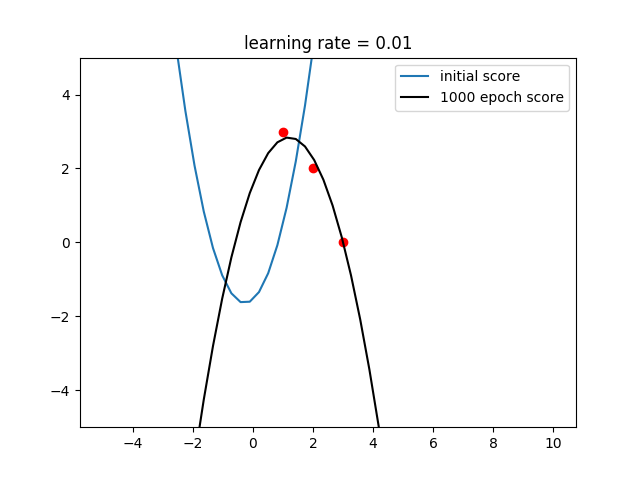 learning rate = 0.01
initial score
1000 epoch score
4
2
0
−2
−4
−4 −2 0 2 4 6 8 10